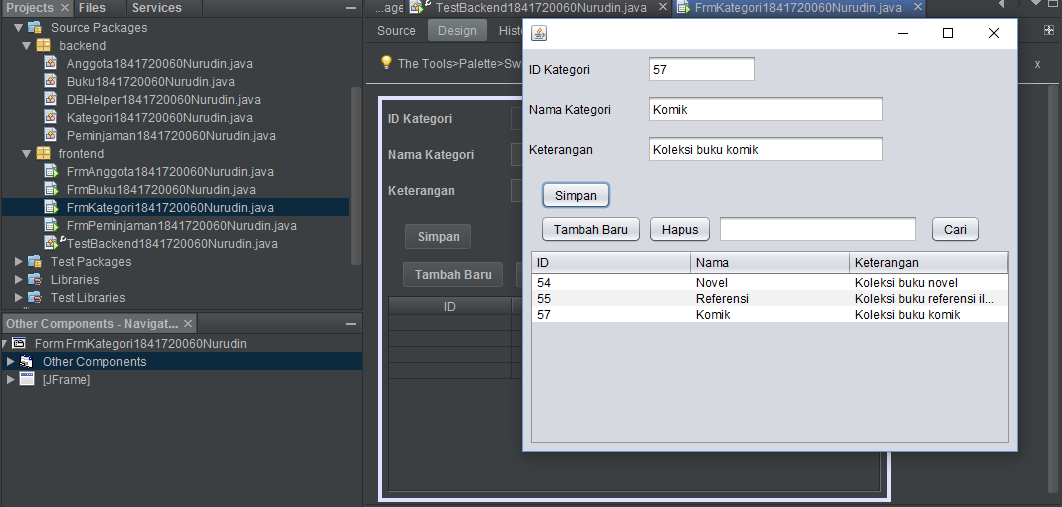 Projects
Files
Services
Source Packages
backend
Anggota1841720060Nurudin.java
Buku1841720060Nurudin.java
DBHelper1841720060Nurudin.java
Kategori1841720060Nurudin.java
Peminjaman1841720060Nurudin.java
frontend
FrmAnggota1841720060Nurudin.java
FrmBuku1841720060Nurudin.java
FrmKategori1841720060Nurudin.java
FrmPeminjaman1841720060Nurudin.java
TestBackend1841720060Nurudin.java
Test Packages
Libraries
Test Libraries
Other Components - Navigat...
Form FrmKategori1841720060Nurudin
Other Components
[JFrame]
...age
TestBackend1841720060Nurudin.java
FrmKategori1841720060Nurudin.java
Source
Design
Hist
The Tools>Palette>Sw
x
ID Kategori
Nama Kategori
Keterangan
Simpan
Tambah Baru
ID
ID Kategori
57
Nama Kategori
Komik
Keterangan
Koleksi buku komik
Simpan
Tambah Baru
Hapus
Cari
ID Nama Keterangan
54 Novel Koleksi buku novel
55 Referensi Koleksi buku referensi il...
57 Komik Koleksi buku komik